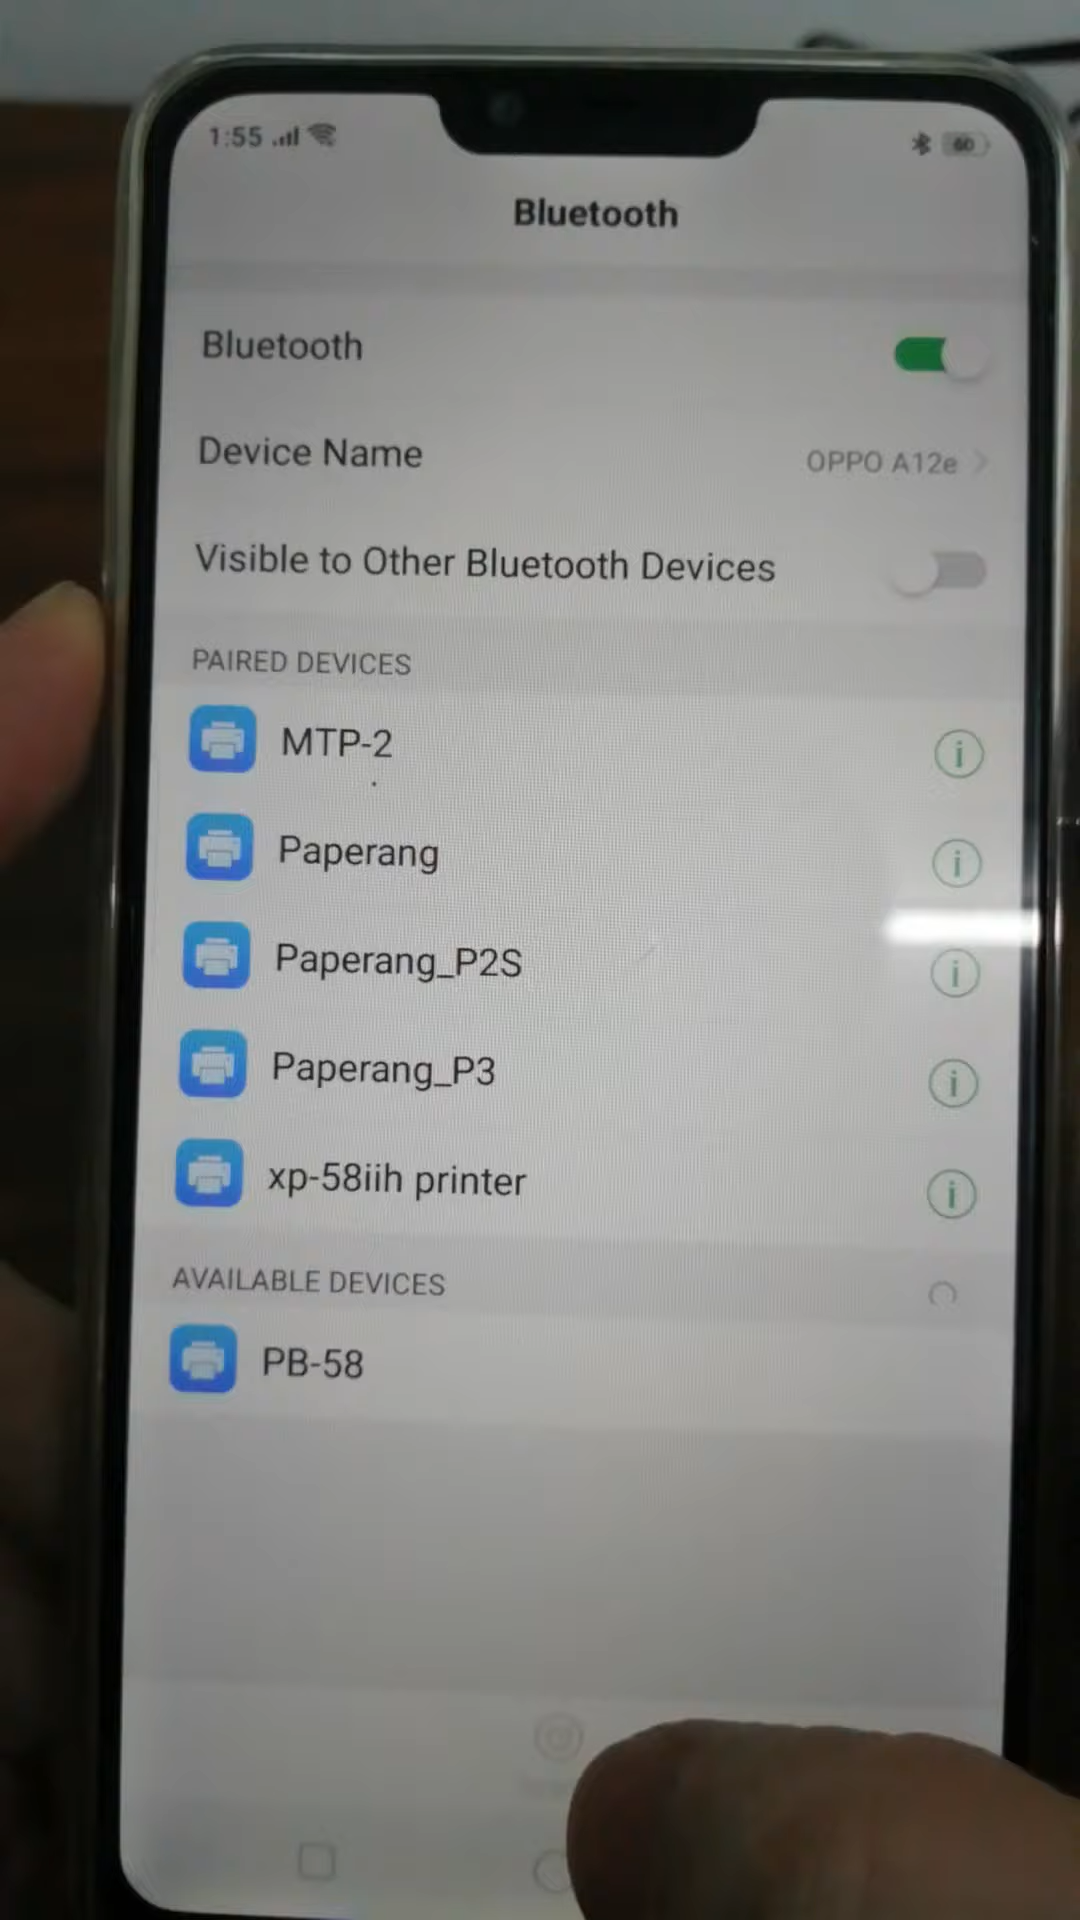 1:55
60
Bluetooth
Bluetooth
Device Name
OPPO A12e
Visible to Other Bluetooth Devices
PAIRED DEVICES
MTP-2
Paperang
Paperang_P2S
Paperang_P3
xp-58iih printer
AVAILABLE DEVICES
PB-58